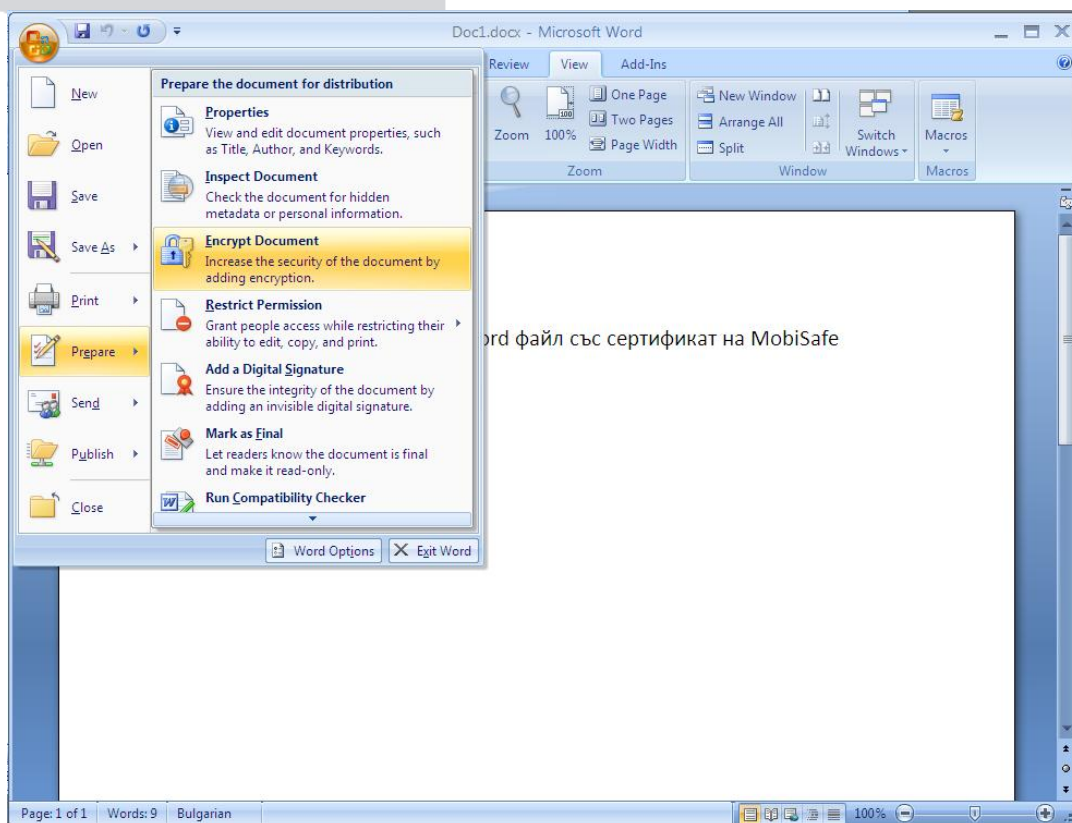 Doc1.docx - Microsoft Word
Review View Add-Ins
New
Open
Save
Save As
Print
Prepare
Send
Publish
Close
Prepare the document for distribution
Properties
View and edit document properties, such
as Title, Author, and Keywords.
Inspect Document
Check the document for hidden
metadata or personal information.
Encrypt Document
Increase the security of the document by
adding encryption.
Restrict Permission
Grant people access while restricting their
ability to edit, copy, and print.
Add a Digital Signature
Ensure the integrity of the document by
adding an invisible digital signature.
Mark as Final
Let readers know the document is final
and make it read-only.
Run Compatibility Checker
Word Options Exit Word
Zoom
100%
One Page
Two Pages
Page Width
Zoom
New Window
Arrange All
Split
Switch
Windows
Window
Macros
Macros
файл със сертификат на MobiSafe
Page: 1 of 1 Words: 9 Bulgarian 100%